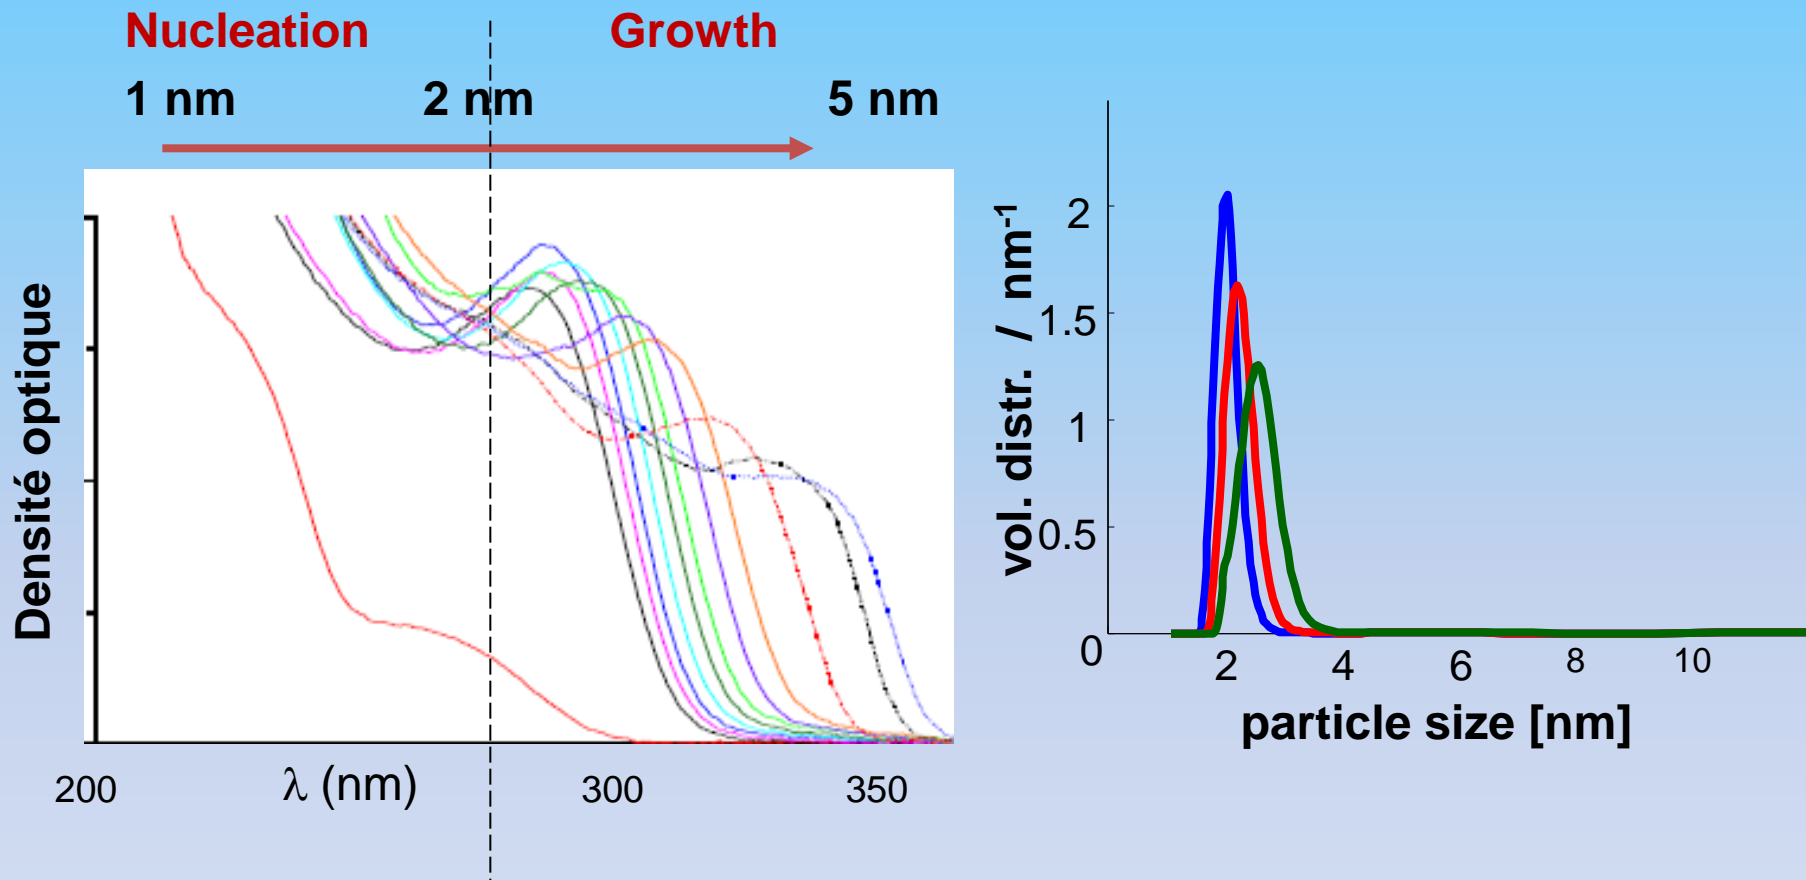 Nucleation Growth
1 nm 2 nm 5 nm
Densité optique
200 λ (nm) 300 350
vol. distr. / nm-1
2
1.5
1
0.5
0
2 4 6 8 10
particle size [nm]